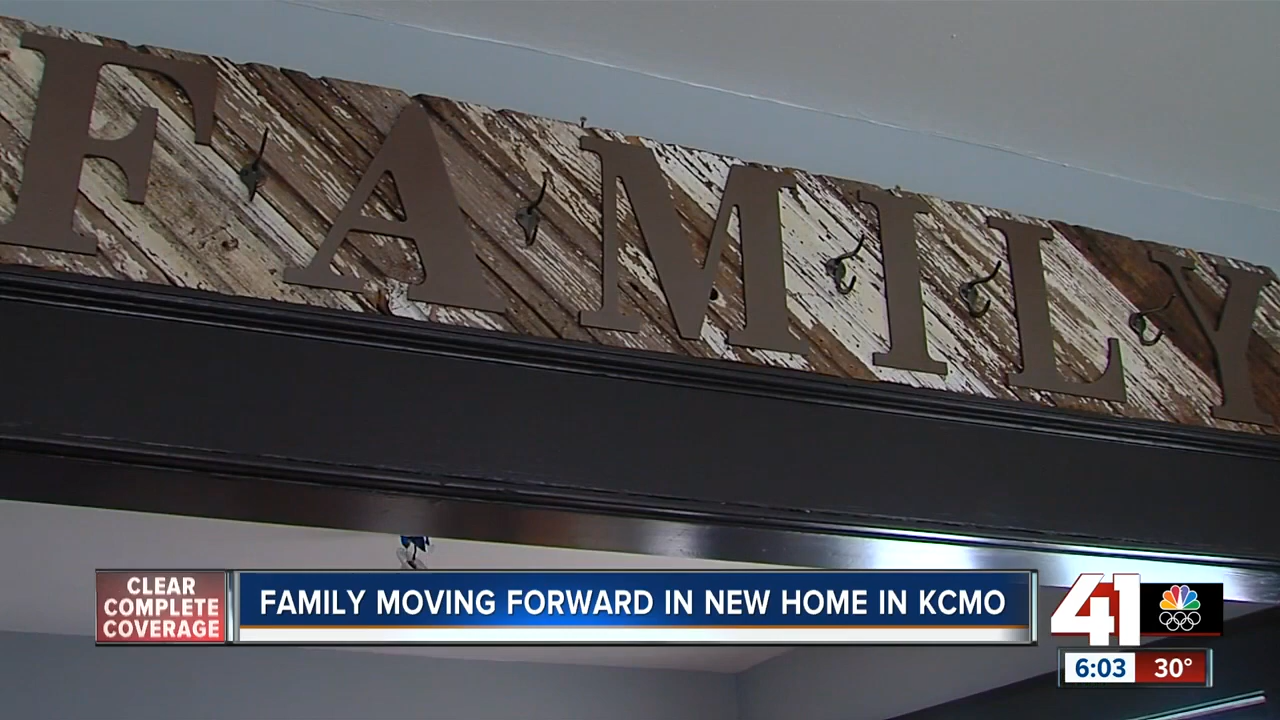 FAMILY
CLEAR
COMPLETE
COVERAGE
FAMILY MOVING FORWARD IN NEW HOME IN KCMO
41
6:03 30°